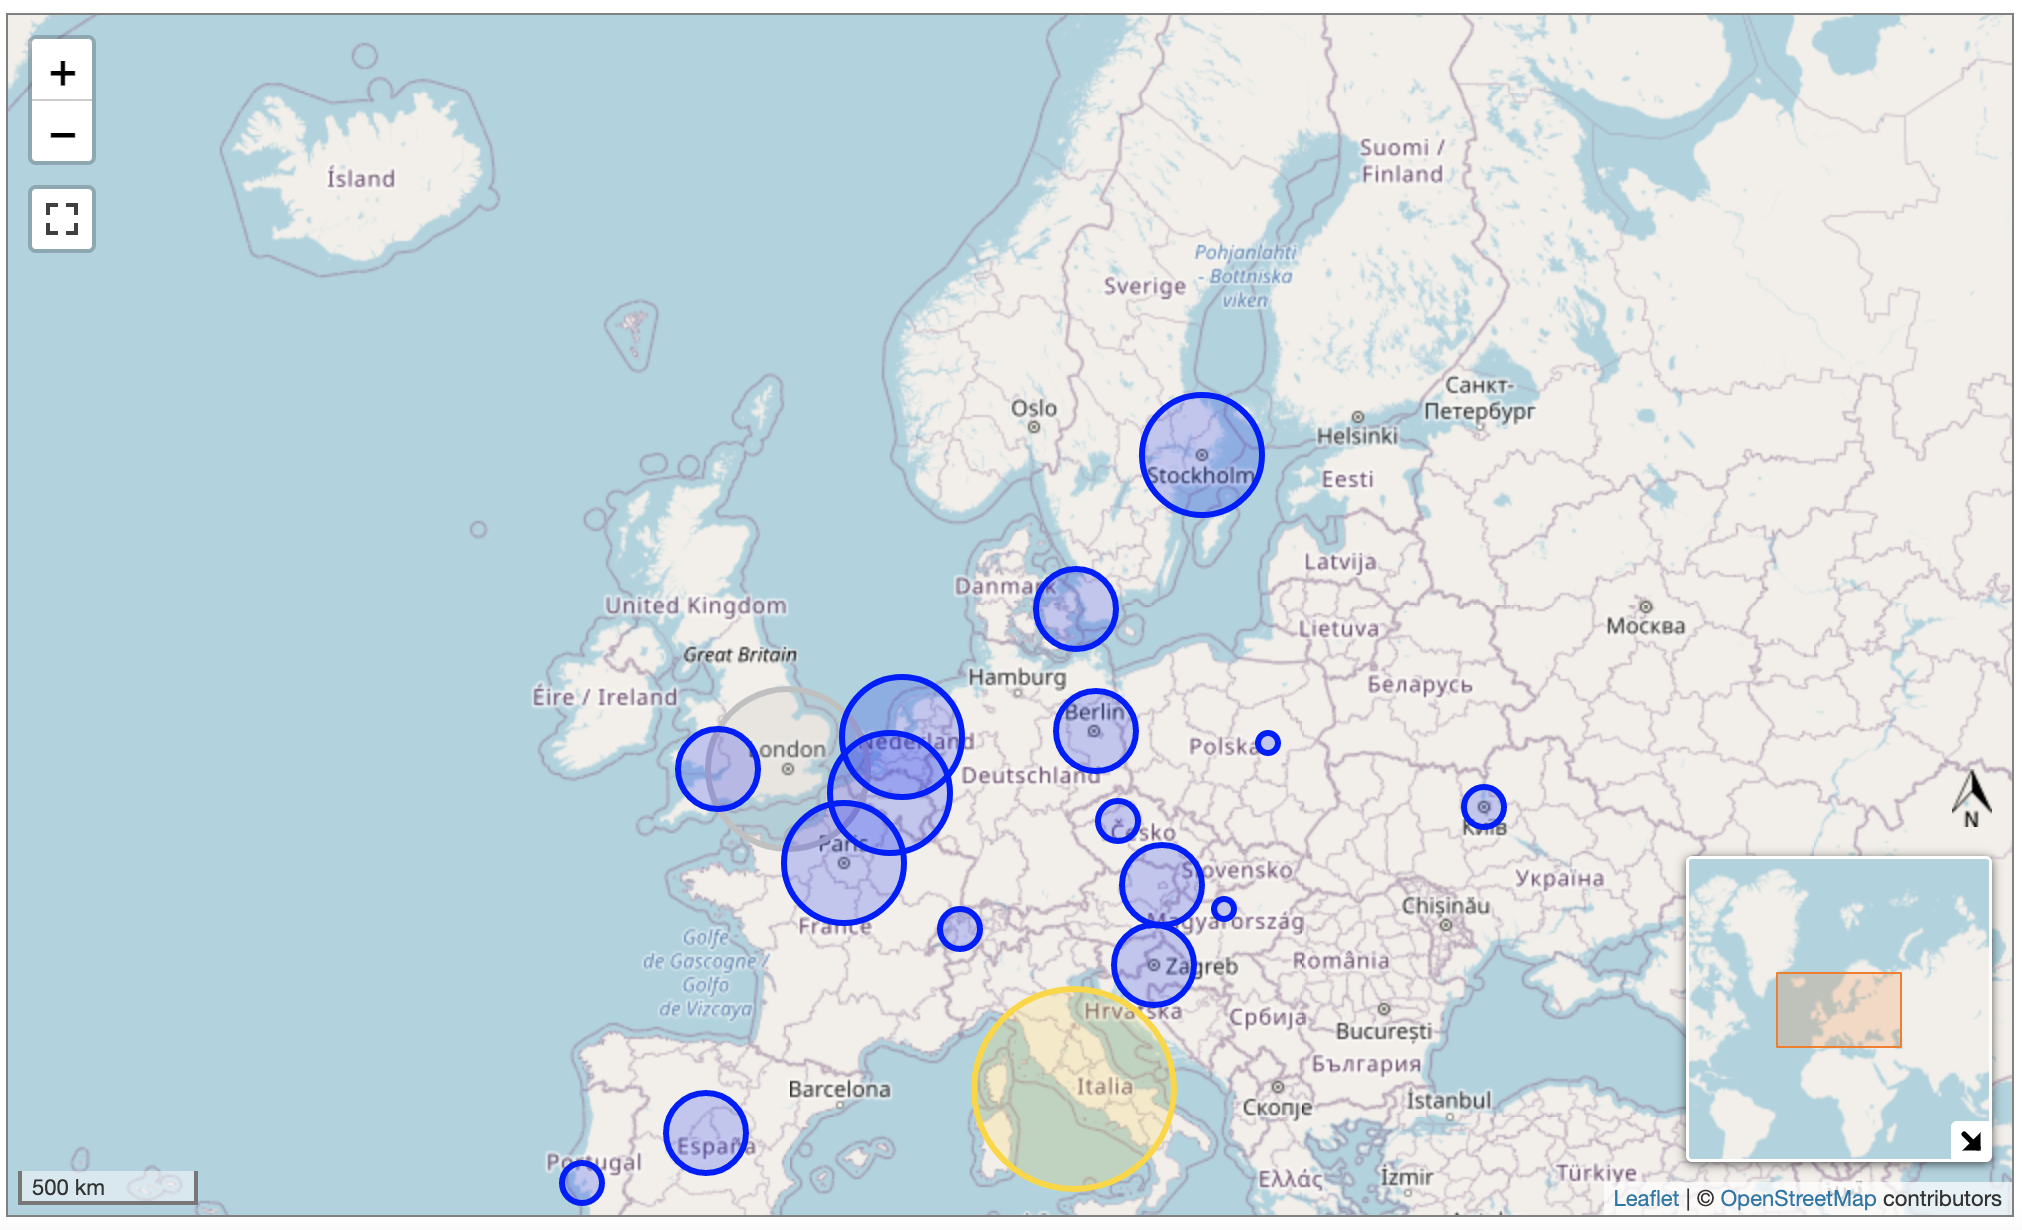 +
−
Ísland
Suomi /
Finland
Pohjanlahti
- Bottniska
viken
Sverige
Oslo
Санкт-
Петербург
Helsinki
Stockholm
Eesti
Latvija
Danmark
United Kingdom
Lietuva
Москва
Great Britain
Hamburg
Беларусь
Éire / Ireland
Berlin
London
Nederland
Polska
Deutschland
N
Київ
Česko
Paris
Slovensko
Україна
Chișinău
Magyarország
France
Golfe
de Gascogne /
Golfo
de Vizcaya
Zagreb
România
Hrvatska
Србија
București
България
Barcelona
Italia
Скопје
İstanbul
España
Portugal
Ελλάς
İzmir
Türkiye
500 km
Leaflet | © OpenStreetMap contributors